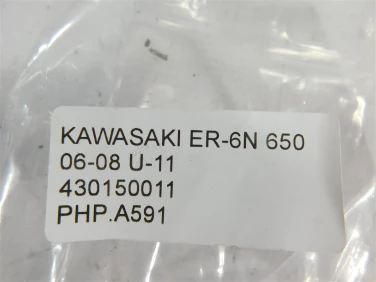 KAWASAKI ER-6N 650
06-08 U-11
430150011
PHP.A591